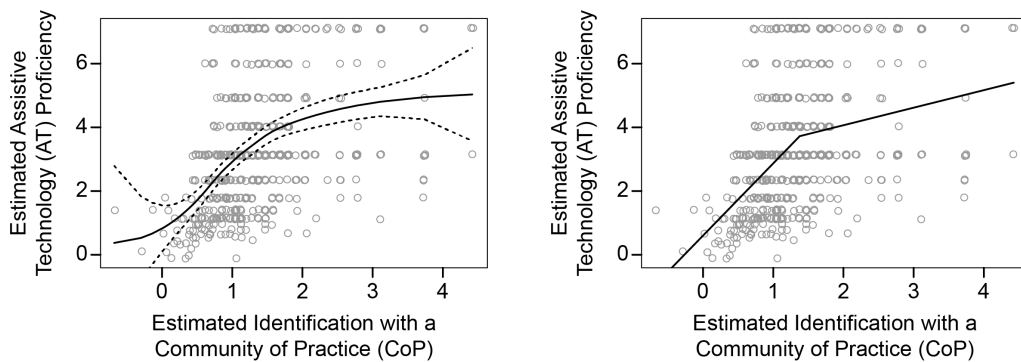 Estimated Assistive
Technology (AT) Proficiency
6
4
2
0
0
1
2
3
4
Estimated Identification with a
Community of Practice (CoP)
Estimated Assistive
Technology (AT) Proficiency
6
4
2
0
0
1
2
3
4
Estimated Identification with a
Community of Practice (CoP)